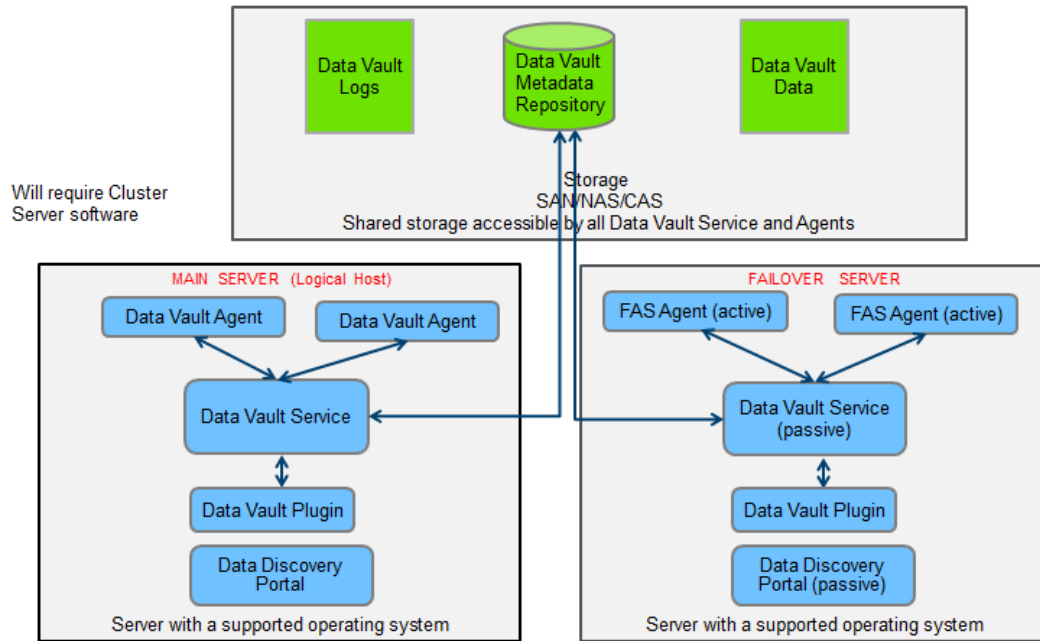 Data Vault
Logs
Data Vault
Metadata
Repository
Data Vault
Data
Will require Cluster
Server software
Storage
SAN/NAS/CAS
Shared storage accessible by all Data Vault Service and Agents
MAIN SERVER (Logical Host)
Data Vault Agent
Data Vault Agent
Data Vault Service
Data Vault Plugin
Data Discovery
Portal
Server with a supported operating system
FAILOVER SERVER
FAS Agent (active)
FAS Agent (active)
Data Vault Service
(passive)
Data Vault Plugin
Data Discovery
Portal (passive)
Server with a supported operating system